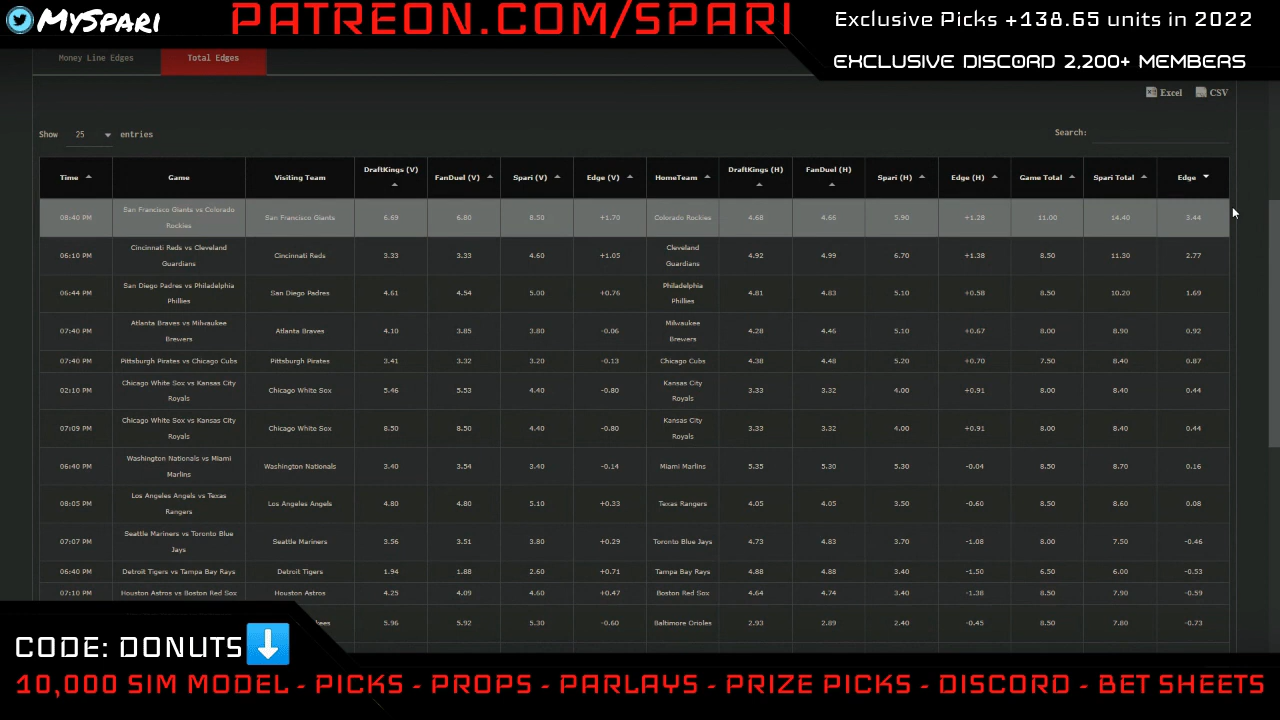 MySpari
PATREON.COM/SPARI
Exclusive Picks +138.65 units in 2022
EXCLUSIVE DISCORD 2,200+ MEMBERS
Money Line Edges Total Edges
Excel CSV
Show 25 entries Search:
Time Game Visiting Team DraftKings (V) FanDuel (V) Spari (V) Edge (V) HomeTeam DraftKings (H) FanDuel (H) Spari (H) Edge (H) Game Total Spari Total Edge
08:40 PM San Francisco Giants vs Colorado Rockies San Francisco Giants 6.69 6.80 8.50 +1.70 Colorado Rockies 4.68 4.66 5.90 +1.28 11.00 14.40 3.44
06:10 PM Cincinnati Reds vs Cleveland Guardians Cincinnati Reds 3.33 3.33 4.60 +1.05 Cleveland Guardians 4.92 4.99 6.70 +1.38 8.50 11.30 2.77
06:44 PM San Diego Padres vs Philadelphia Phillies San Diego Padres 4.61 4.54 5.00 +0.76 Philadelphia Phillies 4.81 4.83 5.10 +0.58 8.50 10.20 1.69
07:40 PM Atlanta Braves vs Milwaukee Brewers Atlanta Braves 4.10 3.85 3.80 -0.06 Milwaukee Brewers 4.28 4.46 5.10 +0.67 8.00 8.90 0.92
07:40 PM Pittsburgh Pirates vs Chicago Cubs Pittsburgh Pirates 3.41 3.32 3.20 -0.13 Chicago Cubs 4.38 4.48 5.20 +0.70 7.50 8.40 0.87
02:10 PM Chicago White Sox vs Kansas City Royals Chicago White Sox 5.46 5.53 4.40 -0.80 Kansas City Royals 3.33 3.32 4.00 +0.91 8.00 8.40 0.44
07:09 PM Chicago White Sox vs Kansas City Royals Chicago White Sox 8.50 8.50 4.40 -0.80 Kansas City Royals 3.33 3.32 4.00 +0.91 8.00 8.40 0.44
06:40 PM Washington Nationals vs Miami Marlins Washington Nationals 3.40 3.54 3.40 -0.14 Miami Marlins 5.35 5.30 5.30 -0.04 8.50 8.70 0.16
08:05 PM Los Angeles Angels vs Texas Rangers Los Angeles Angels 4.80 4.80 5.10 +0.33 Texas Rangers 4.05 4.05 3.50 -0.60 8.50 8.60 0.08
07:07 PM Seattle Mariners vs Toronto Blue Jays Seattle Mariners 3.56 3.51 3.80 +0.29 Toronto Blue Jays 4.73 4.83 3.70 -1.08 8.00 7.50 -0.46
06:40 PM Detroit Tigers vs Tampa Bay Rays Detroit Tigers 1.94 1.88 2.60 +0.71 Tampa Bay Rays 4.88 4.88 3.40 -1.50 6.50 6.00 -0.53
07:10 PM Houston Astros vs Boston Red Sox Houston Astros 4.25 4.09 4.60 +0.47 Boston Red Sox 4.64 4.74 3.40 -1.38 8.50 7.90 -0.59
5.96 5.92 5.30 -0.60 Baltimore Orioles 2.93 2.89 2.40 -0.45 8.50 7.80 -0.73
CODE: DONUTS
10,000 SIM MODEL - PICKS - PROPS - PARLAYS - PRIZE PICKS - DISCORD - BET SHEETS